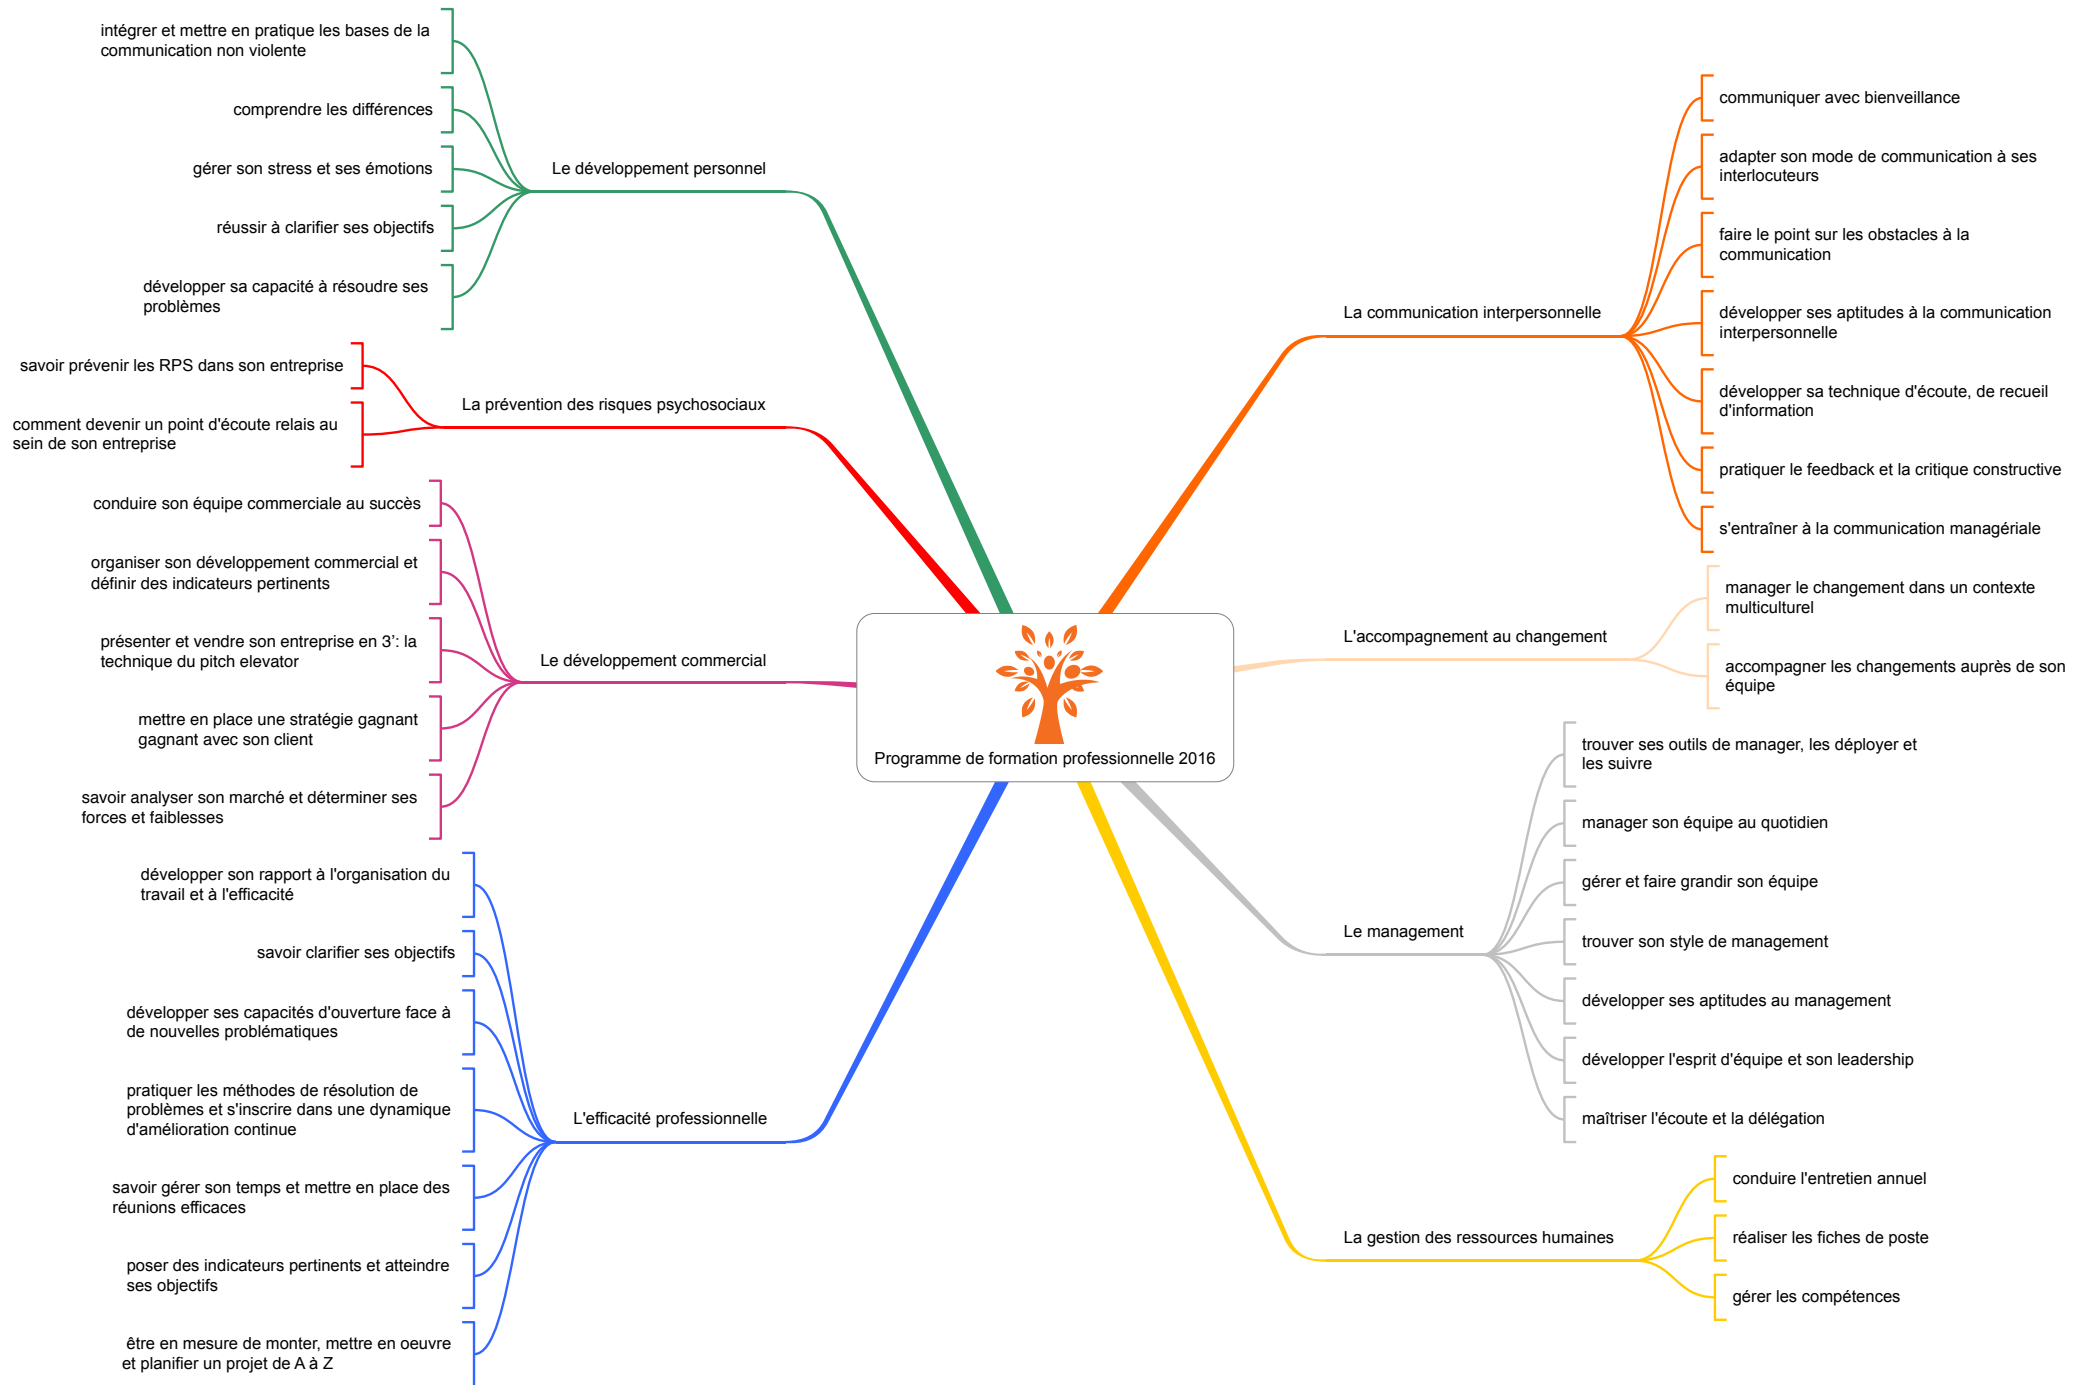 intégrer et mettre en pratique les bases de la
communication non violente
comprendre les différences
gérer son stress et ses émotions
réussir à clarifier ses objectifs
développer sa capacité à résoudre ses
problèmes
Le développement personnel
savoir prévenir les RPS dans son entreprise
comment devenir un point d'écoute relais au
sein de son entreprise
La prévention des risques psychosociaux
conduire son équipe commerciale au succès
organiser son développement commercial et
définir des indicateurs pertinents
présenter et vendre son entreprise en 3’: la
technique du pitch elevator
mettre en place une stratégie gagnant
gagnant avec son client
savoir analyser son marché et déterminer ses
forces et faiblesses
Le développement commercial
développer son rapport à l'organisation du
travail et à l'efficacité
savoir clarifier ses objectifs
développer ses capacités d'ouverture face à
de nouvelles problématiques
pratiquer les méthodes de résolution de
problèmes et s'inscrire dans une dynamique
d'amélioration continue
savoir gérer son temps et mettre en place des
réunions efficaces
poser des indicateurs pertinents et atteindre
ses objectifs
être en mesure de monter, mettre en oeuvre
et planifier un projet de A à Z
L'efficacité professionnelle
Programme de formation professionnelle 2016
La communication interpersonnelle
communiquer avec bienveillance
adapter son mode de communication à ses
interlocuteurs
faire le point sur les obstacles à la
communication
développer ses aptitudes à la communication
interpersonnelle
développer sa technique d'écoute, de recueil
d'information
pratiquer le feedback et la critique constructive
s'entraîner à la communication managériale
L'accompagnement au changement
manager le changement dans un contexte
multiculturel
accompagner les changements auprès de son
équipe
Le management
trouver ses outils de manager, les déployer et
les suivre
manager son équipe au quotidien
gérer et faire grandir son équipe
trouver son style de management
développer ses aptitudes au management
développer l'esprit d'équipe et son leadership
maîtriser l'écoute et la délégation
La gestion des ressources humaines
conduire l'entretien annuel
réaliser les fiches de poste
gérer les compétences